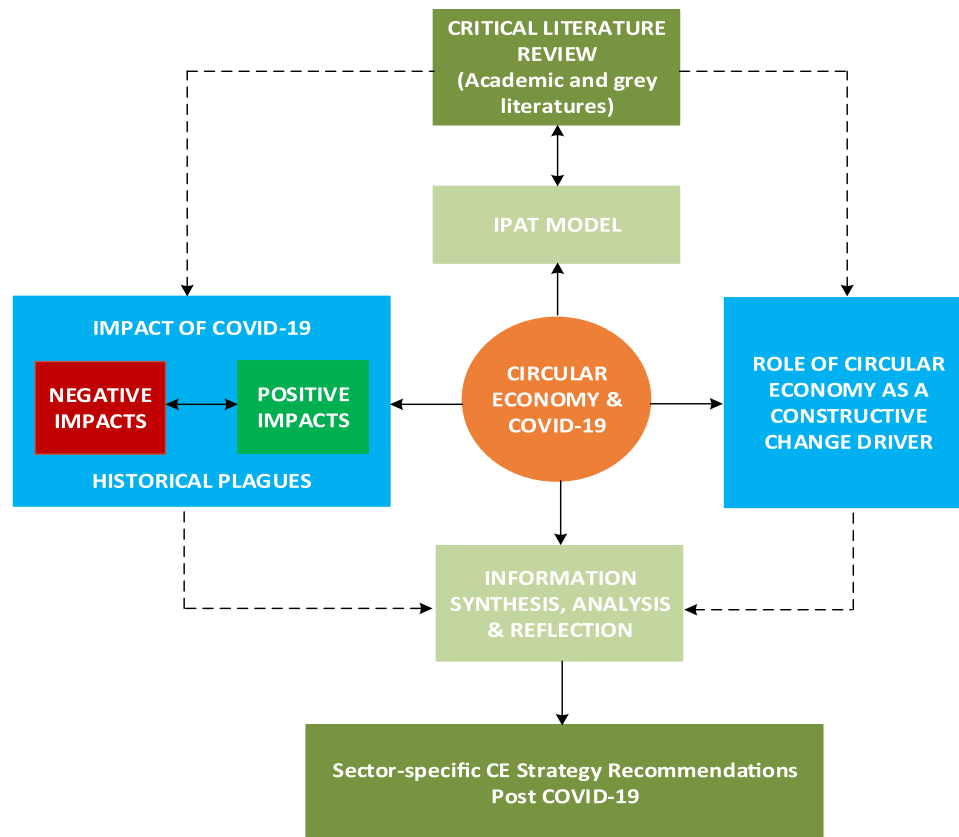 CRITICAL LITERATURE
REVIEW
(Academic and grey
literatures)
IPAT MODEL
IMPACT OF COVID-19
NEGATIVE
IMPACTS
POSITIVE
IMPACTS
HISTORICAL PLAGUES
CIRCULAR
ECONOMY &
COVID-19
ROLE OF CIRCULAR
ECONOMY AS A
CONSTRUCTIVE
CHANGE DRIVER
INFORMATION
SYNTHESIS, ANALYSIS
& REFLECTION
Sector-specific CE Strategy Recommendations
Post COVID-19